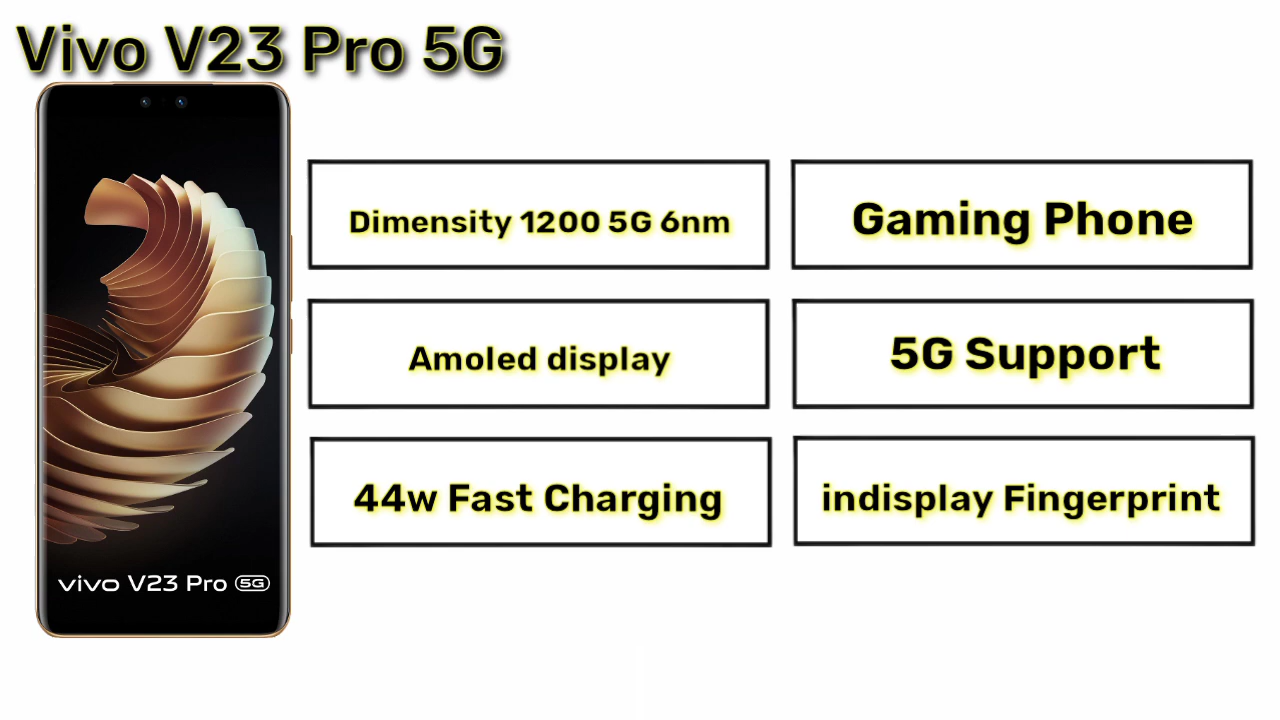 Vivo V23 Pro 5G
Dimensity 1200 5G 6nm
Gaming Phone
Amoled display
5G Support
44w Fast Charging
indisplay Fingerprint
vivo V23 Pro 5G